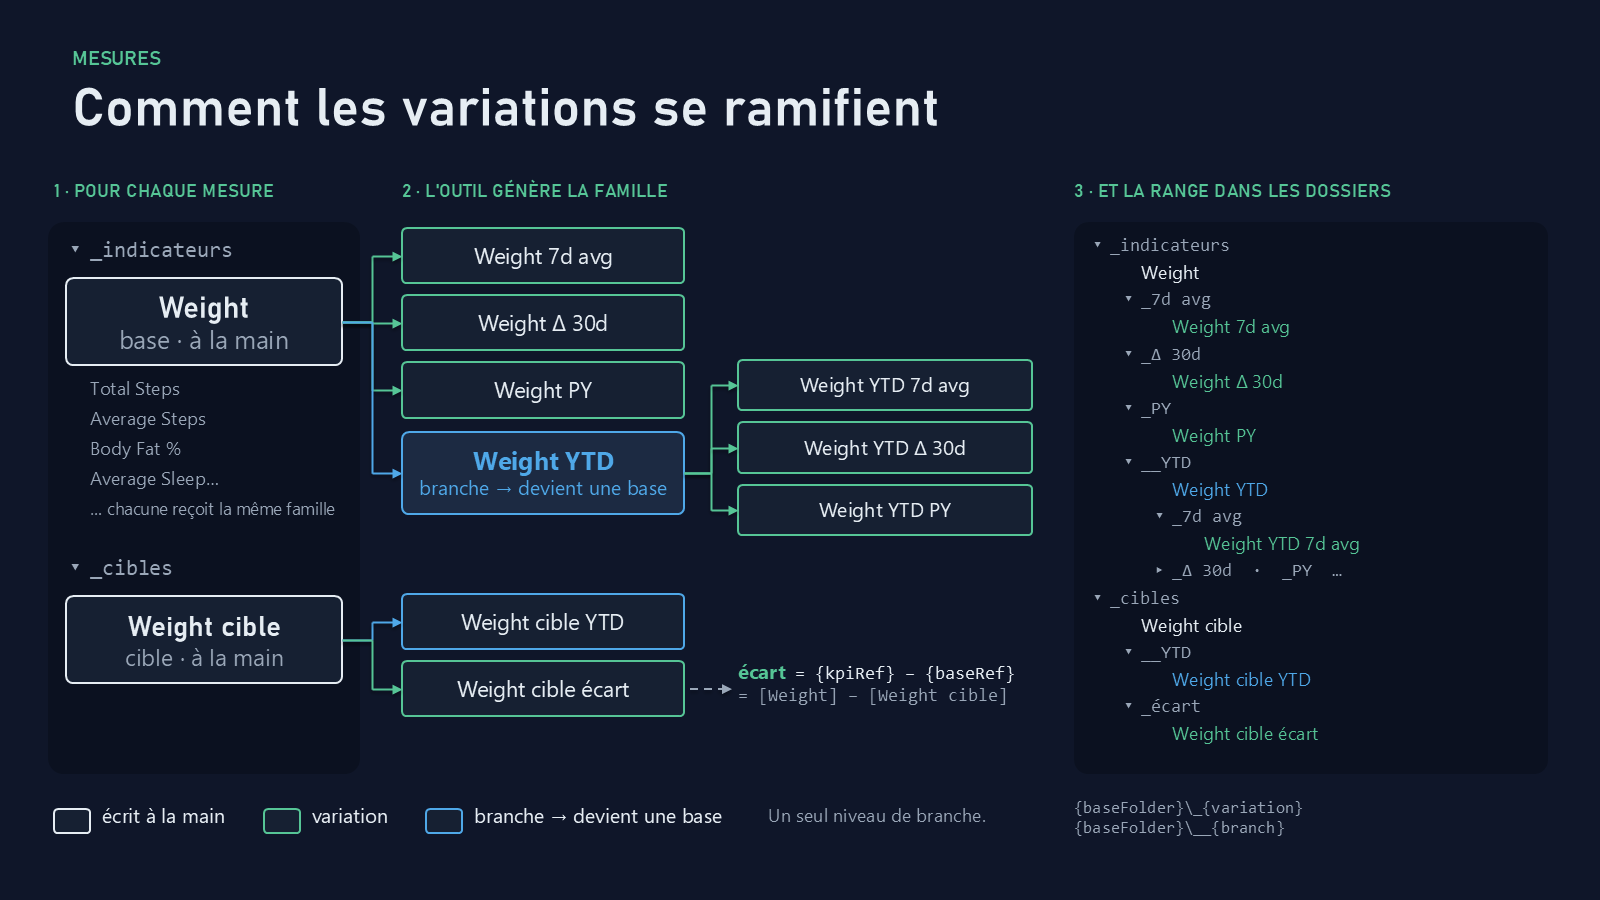 MESURES
Comment les variations se ramifient
1 · POUR CHAQUE MESURE
▾ _indicateurs
Weight
base · à la main
Total Steps
Average Steps
Body Fat %
Average Sleep…
… chacune reçoit la même famille
▾ _cibles
Weight cible
cible · à la main
2 · L'OUTIL GÉNÈRE LA FAMILLE
Weight 7d avg
Weight Δ 30d
Weight PY
Weight YTD
branche → devient une base
Weight YTD 7d avg
Weight YTD Δ 30d
Weight YTD PY
Weight cible YTD
Weight cible écart
écart = {kpiRef} − {baseRef}
= [Weight] − [Weight cible]
3 · ET LA RANGE DANS LES DOSSIERS
▾ _indicateurs
Weight
▾ _7d avg
Weight 7d avg
▾ _Δ 30d
Weight Δ 30d
▾ _PY
Weight PY
▾ __YTD
Weight YTD
▾ _7d avg
Weight YTD 7d avg
▸ _Δ 30d · _PY …
▾ _cibles
Weight cible
▾ __YTD
Weight cible YTD
▾ _écart
Weight cible écart
écrit à la main
variation
branche → devient une base
Un seul niveau de branche.
{baseFolder}\_{variation}
{baseFolder}\__{branch}